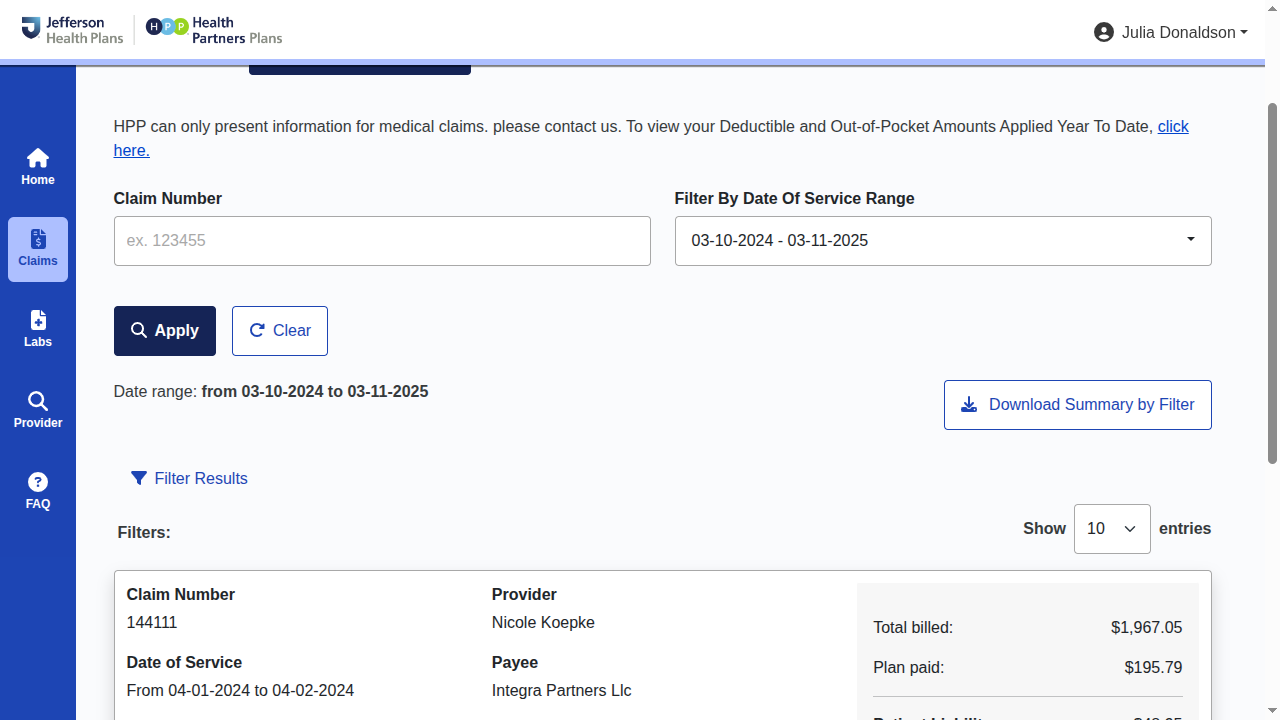 Jefferson
Health Plans
HPP
Health
Partners Plans
Julia Donaldson
HPP can only present information for medical claims. please contact us. To view your Deductible and Out-of-Pocket Amounts Applied Year To Date, click
here.
Home
Claims
Labs
Provider
FAQ
Claim Number
ex. 123455
Filter By Date Of Service Range
03-10-2024 - 03-11-2025
Apply
Clear
Date range: from 03-10-2024 to 03-11-2025
Download Summary by Filter
Filter Results
Filters:
Show 10 entries
Claim Number
144111
Provider
Nicole Koepke
Date of Service
From 04-01-2024 to 04-02-2024
Payee
Integra Partners Llc
Total billed: $1,967.05
Plan paid: $195.79